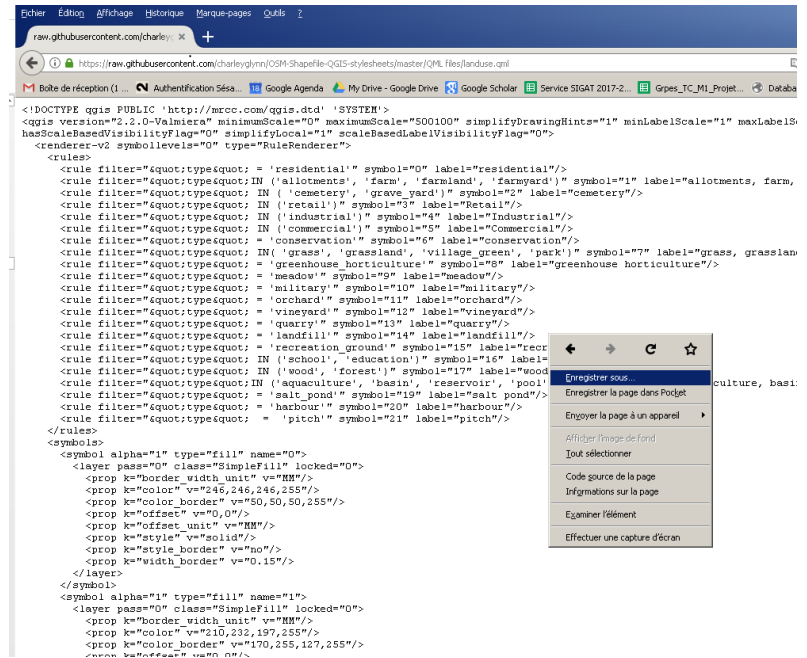 Fichier Édition Affichage Historique Marque-pages Outils ?
raw.githubusercontent.com/charley × +
https://raw.githubusercontent.com/charleyglynn/OSM-Shapefile-QGIS-stylesheets/master/QML files/landuse.qml
Boîte de réception (1 ... Authentification Sésa... Google Agenda My Drive - Google Drive Google Scholar Service SIGAT 2017-2... Grpes_TC_M1_Projet... Databa
<!DOCTYPE qgis PUBLIC 'http://mrcc.com/qgis.dtd' 'SYSTEM'>
<qgis version="2.2.0-Valmiera" minimumScale="0" maximumScale="500100" simplifyDrawingHints="1" minLabelScale="1" maxLabelSc
hasScaleBasedVisibilityFlag="0" simplifyLocal="1" scaleBasedLabelVisibilityFlag="0">
<renderer-v2 symbollevels="0" type="RuleRenderer">
<rules>
<rule filter="&quot;type&quot; = 'residential'" symbol="0" label="residential"/>
<rule filter="&quot;type&quot;IN ('allotments', 'farm', 'farmland', 'farmyard')" symbol="1" label="allotments, farm,
<rule filter="&quot;type&quot; IN ( 'cemetery', 'grave_yard')" symbol="2" label="cemetery"/>
<rule filter="&quot;type&quot; IN ('retail')" symbol="3" label="Retail"/>
<rule filter="&quot;type&quot; IN ('industrial')" symbol="4" label="Industrial"/>
<rule filter="&quot;type&quot; IN ('commercial')" symbol="5" label="Commercial"/>
<rule filter="&quot;type&quot; = 'conservation'" symbol="6" label="conservation"/>
<rule filter="&quot;type&quot; IN( 'grass', 'grassland', 'village_green', 'park')" symbol="7" label="grass, grasslan
<rule filter="&quot;type&quot; = 'greenhouse_horticulture'" symbol="8" label="greenhouse horticulture"/>
<rule filter="&quot;type&quot; = 'meadow'" symbol="9" label="meadow"/>
<rule filter="&quot;type&quot; = 'military'" symbol="10" label="military"/>
<rule filter="&quot;type&quot; = 'orchard'" symbol="11" label="orchard"/>
<rule filter="&quot;type&quot; = 'vineyard'" symbol="12" label="vineyard"/>
<rule filter="&quot;type&quot; = 'quarry'" symbol="13" label="quarry"/>
<rule filter="&quot;type&quot; = 'landfill'" symbol="14" label="landfill"/>
<rule filter="&quot;type&quot; = 'recreation_ground'" symbol="15" label="recr
<rule filter="&quot;type&quot; IN ('school', 'education')" symbol="16" label=
<rule filter="&quot;type&quot; IN ('wood', 'forest')" symbol="17" label="wood
<rule filter="&quot;type&quot;IN ('aquaculture', 'basin', 'reservoir', 'pool' culture, basi
<rule filter="&quot;type&quot; = 'salt_pond'" symbol="19" label="salt pond"/>
<rule filter="&quot;type&quot; = 'harbour'" symbol="20" label="harbour"/>
<rule filter="&quot;type&quot; = 'pitch'" symbol="21" label="pitch"/>
</rules>
<symbols>
<symbol alpha="1" type="fill" name="0">
<layer pass="0" class="SimpleFill" locked="0">
<prop k="border_width_unit" v="MM"/>
<prop k="color" v="246,246,246,255"/>
<prop k="color_border" v="50,50,50,255"/>
<prop k="offset" v="0,0"/>
<prop k="offset_unit" v="MM"/>
<prop k="style" v="solid"/>
<prop k="style_border" v="no"/>
<prop k="width_border" v="0.15"/>
</layer>
</symbol>
<symbol alpha="1" type="fill" name="1">
<layer pass="0" class="SimpleFill" locked="0">
<prop k="border_width_unit" v="MM"/>
<prop k="color" v="210,232,197,255"/>
<prop k="color_border" v="170,255,127,255"/>
<prop k="offset" v="0,0"/>
Enregistrer sous...
Enregistrer la page dans Pocket
Envoyer la page à un appareil
Afficher l'image de fond
Tout sélectionner
Code source de la page
Informations sur la page
Examiner l'élément
Effectuer une capture d'écran